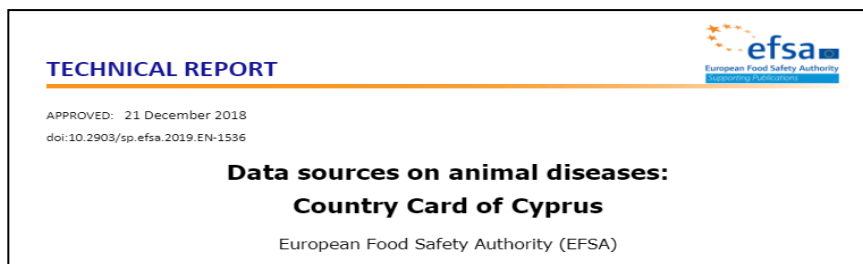 efsa
European Food Safety Authority
Supporting Publications
TECHNICAL REPORT
APPROVED: 21 December 2018
doi:10.2903/sp.efsa.2019.EN-1536
Data sources on animal diseases:
Country Card of Cyprus
European Food Safety Authority (EFSA)